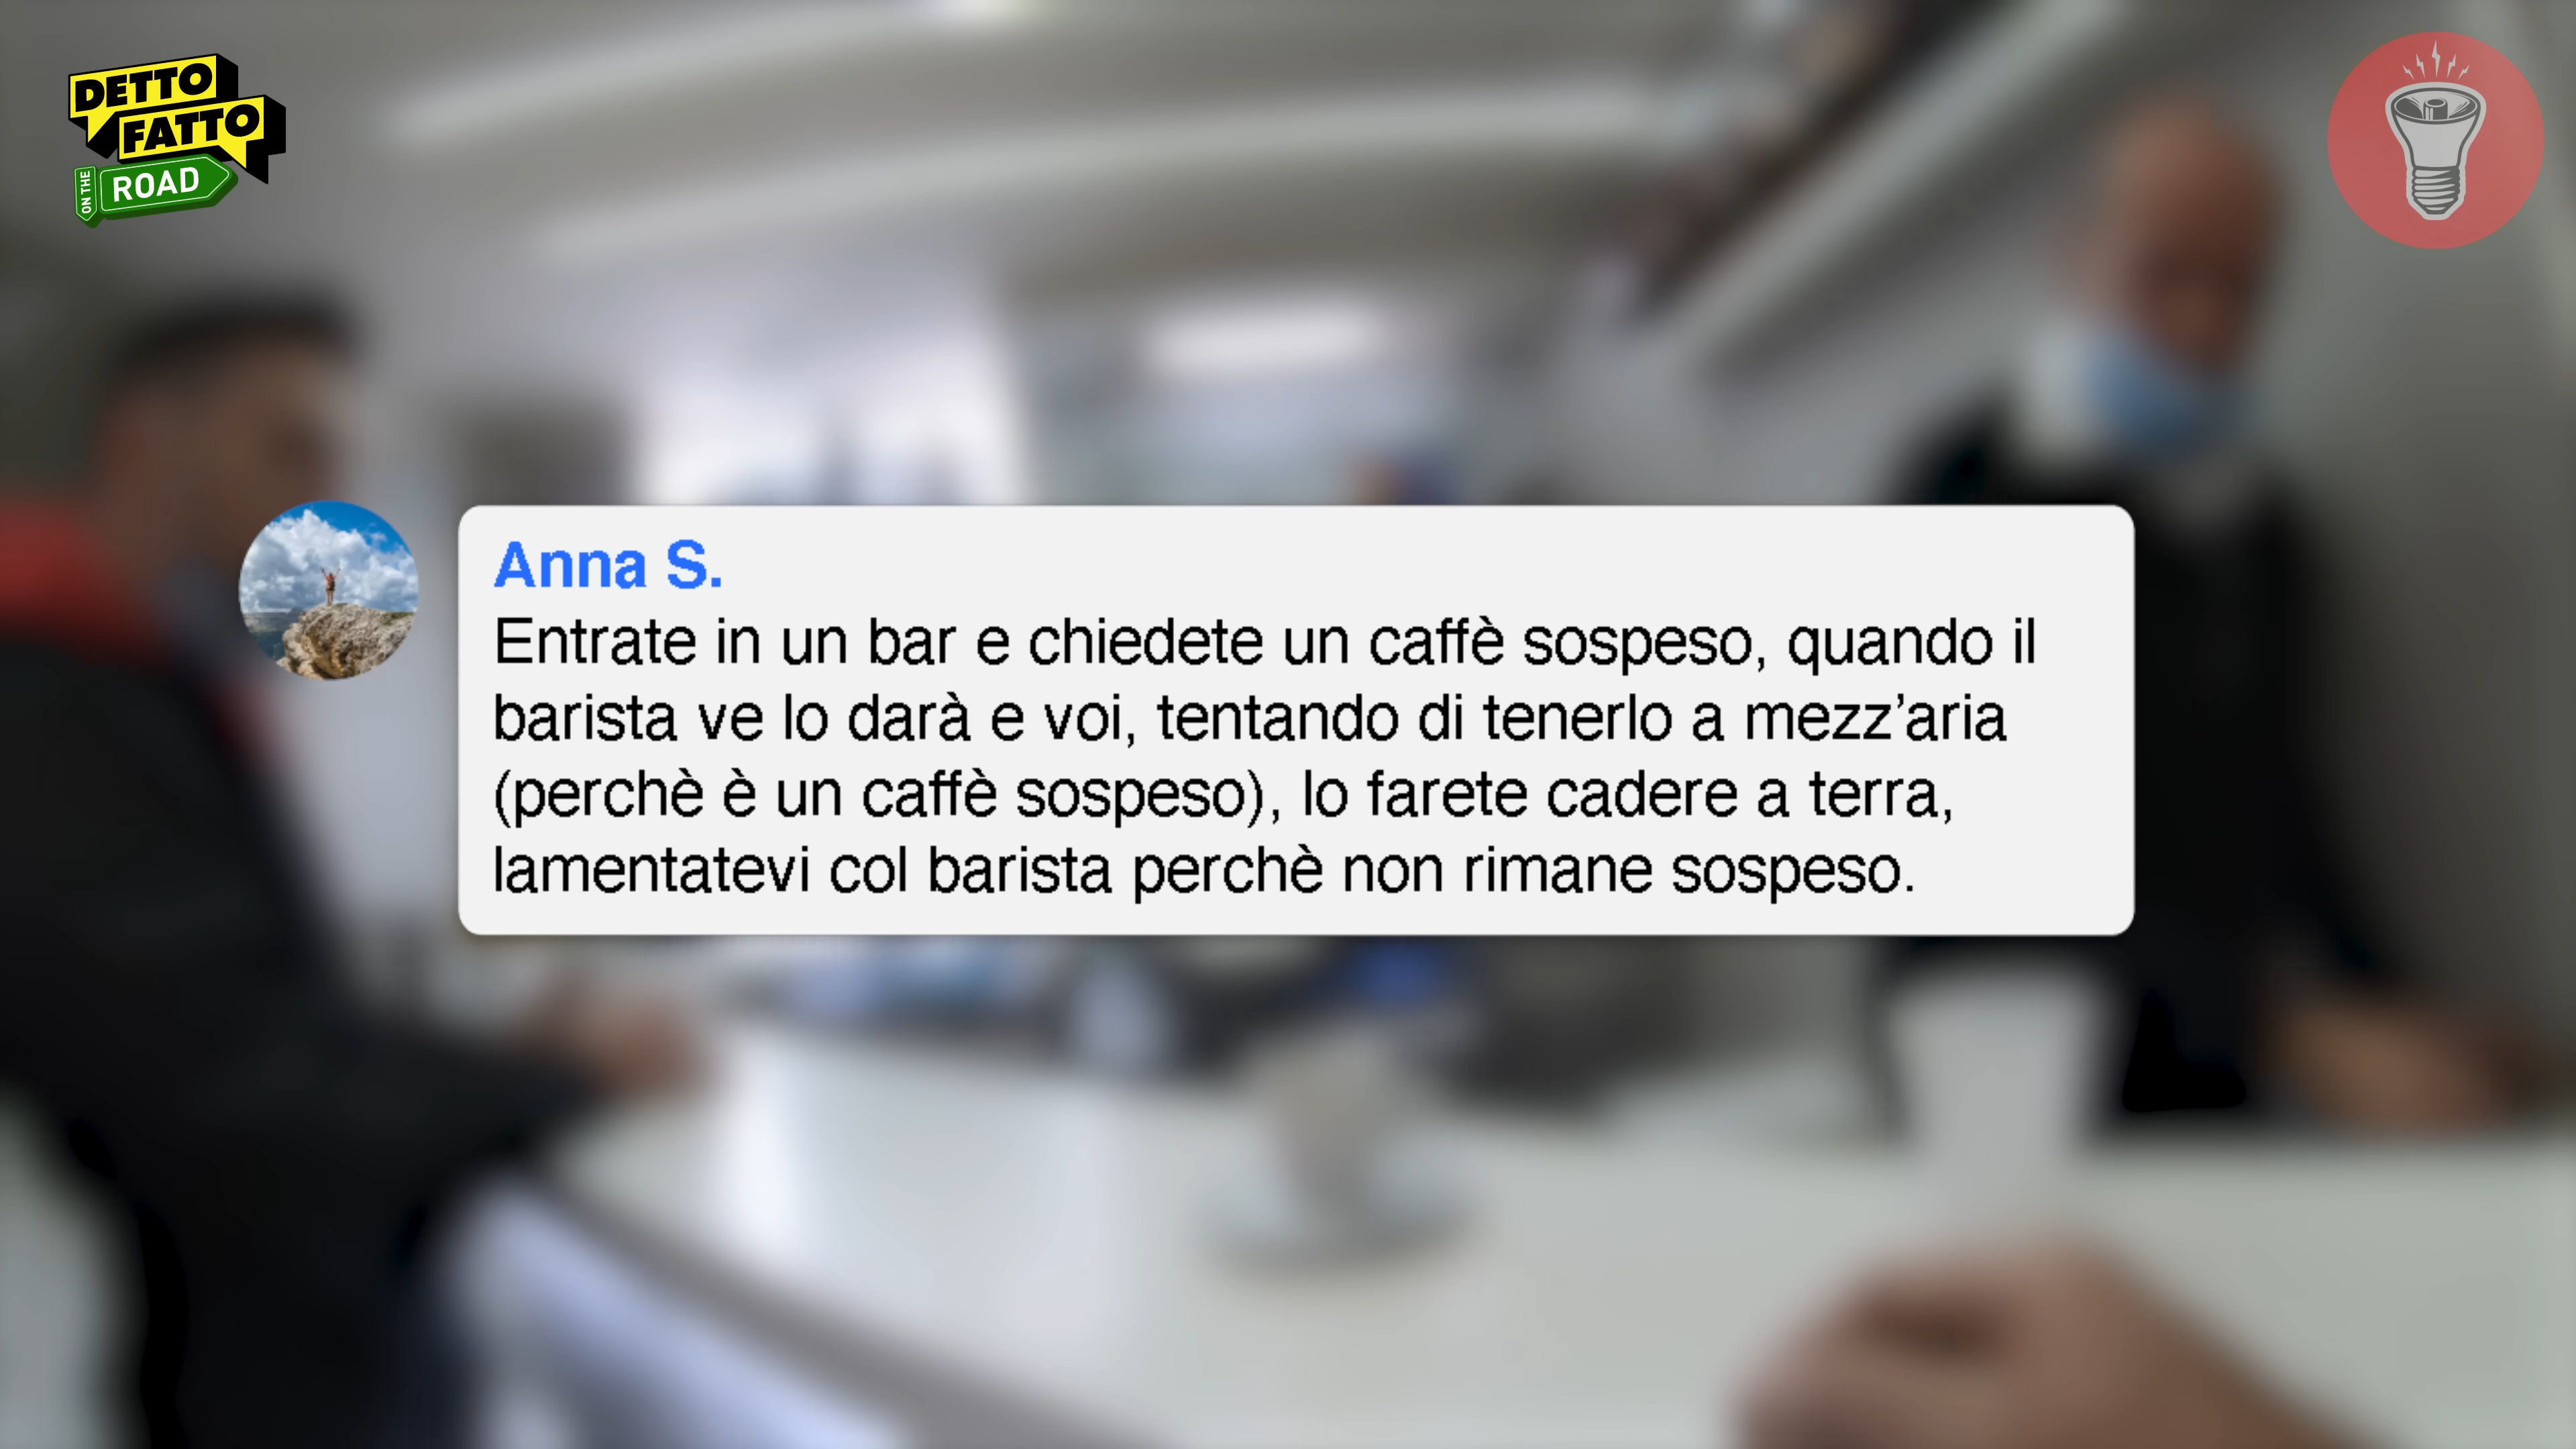 DETTO
FATTO
ON THE
ROAD
Anna S.
Entrate in un bar e chiedete un caffè sospeso, quando il
barista ve lo darà e voi, tentando di tenerlo a mezz’aria
(perchè è un caffè sospeso), lo farete cadere a terra,
lamentatevi col barista perchè non rimane sospeso.